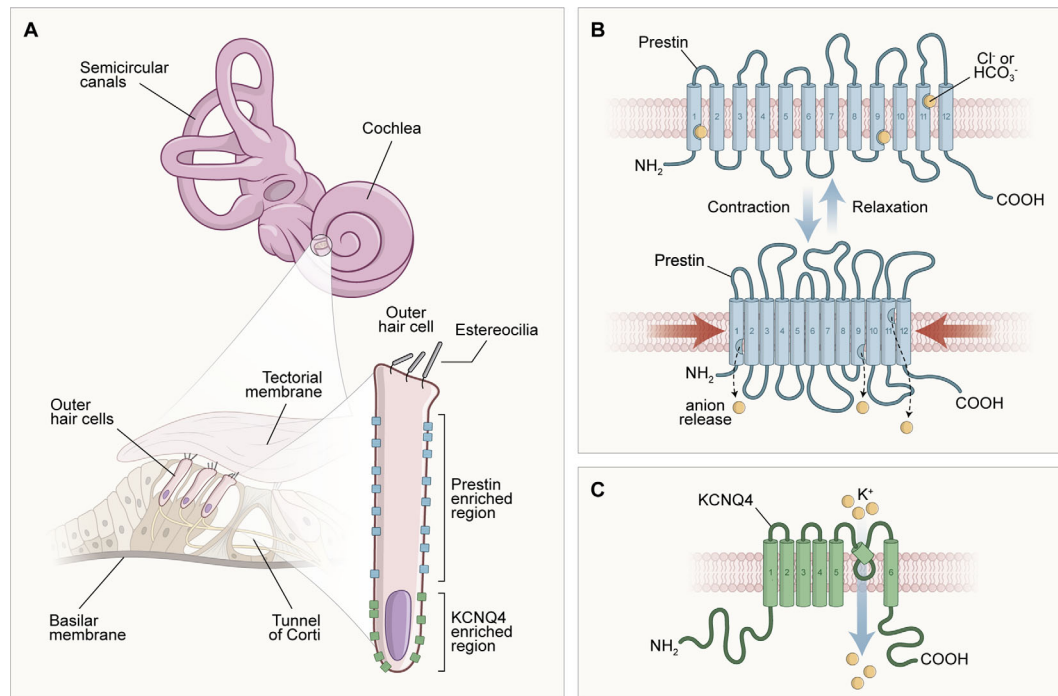 A
Semicircular
canals
Cochlea
Outer
hair cell
Estereocilia
Tectorial
membrane
Outer
hair cells
Prestin
enriched
region
Basilar
membrane
Tunnel
of Corti
KCNQ4
enriched
region
B
Prestin
Cl⁻ or
HCO₃⁻
1 2 3 4 5 6 7 8 9 10 11 12
NH₂
COOH
Contraction
Relaxation
Prestin
1 2 3 4 5 6 7 8 9 10 11 12
NH₂
COOH
anion
release
C
KCNQ4
K⁺
1 2 3 4 5 6
NH₂
COOH